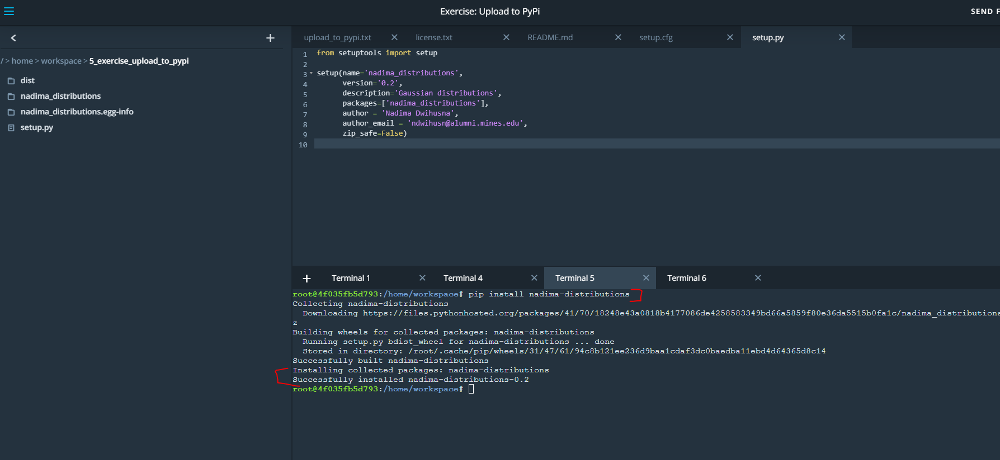 Exercise: Upload to PyPi
SEND F
/ > home > workspace > 5_exercise_upload_to_pypi
dist
nadima_distributions
nadima_distributions.egg-info
setup.py
upload_to_pypi.txt
license.txt
README.md
setup.cfg
setup.py
1 from setuptools import setup
2
3 setup(name='nadima_distributions',
4 version='0.2',
5 description='Gaussian distributions',
6 packages=['nadima_distributions'],
7 author = 'Nadima Dwihusna',
8 author_email = 'ndwihusn@alumni.mines.edu',
9 zip_safe=False)
10
Terminal 1
Terminal 4
Terminal 5
Terminal 6
root@4f035fb5d793:/home/workspace# pip install nadima-distributions
Collecting nadima-distributions
Downloading https://files.pythonhosted.org/packages/41/70/18248e43a0818b4177086de4258583349bd66a5859f80e36da5515b0fa1c/nadima_distributions
z
Building wheels for collected packages: nadima-distributions
Running setup.py bdist_wheel for nadima-distributions ... done
Stored in directory: /root/.cache/pip/wheels/31/47/61/94c8b121ee236d9baa1cdaf3dc0baedba11ebd4d64365d8c14
Successfully built nadima-distributions
Installing collected packages: nadima-distributions
Successfully installed nadima-distributions-0.2
root@4f035fb5d793:/home/workspace#